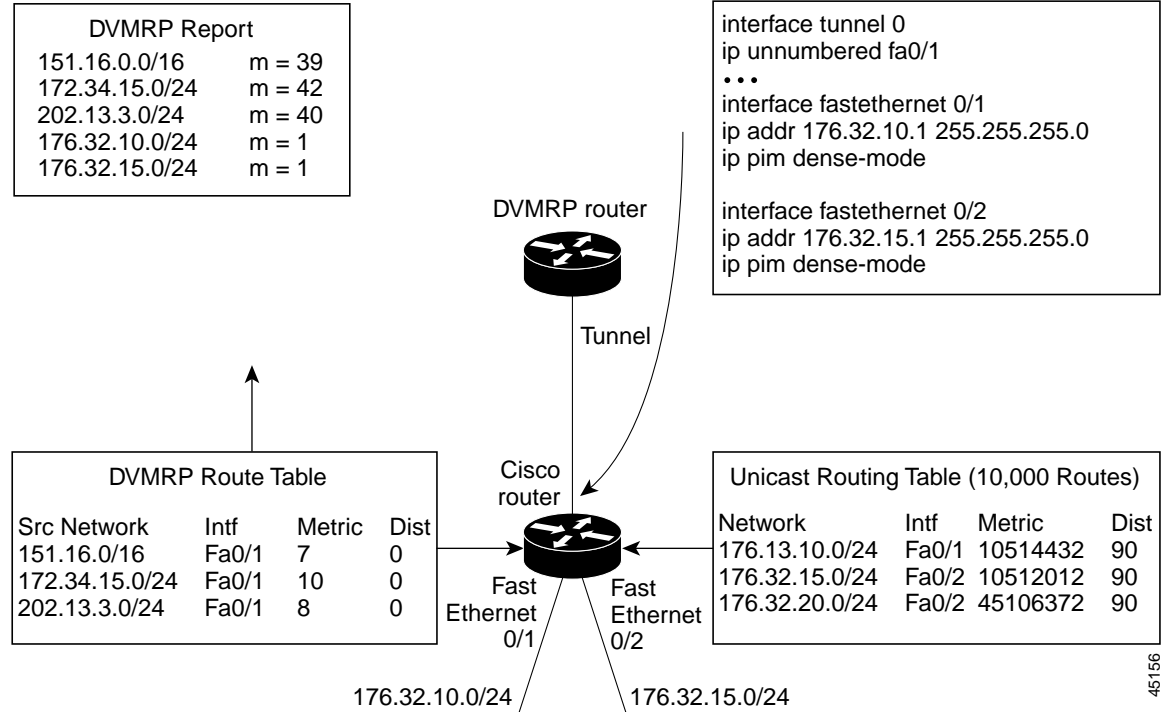 DVMRP Report
151.16.0.0/16 m = 39
172.34.15.0/24 m = 42
202.13.3.0/24 m = 40
176.32.10.0/24 m = 1
176.32.15.0/24 m = 1
interface tunnel 0
ip unnumbered fa0/1
• • •
interface fastethernet 0/1
ip addr 176.32.10.1 255.255.255.0
ip pim dense-mode
interface fastethernet 0/2
ip addr 176.32.15.1 255.255.255.0
ip pim dense-mode
DVMRP router
Tunnel
DVMRP Route Table
Src Network Intf Metric Dist
151.16.0/16 Fa0/1 7 0
172.34.15.0/24 Fa0/1 10 0
202.13.3.0/24 Fa0/1 8 0
Cisco
router
Unicast Routing Table (10,000 Routes)
Network Intf Metric Dist
176.13.10.0/24 Fa0/1 10514432 90
176.32.15.0/24 Fa0/2 10512012 90
176.32.20.0/24 Fa0/2 45106372 90
Fast
Ethernet
0/1
Fast
Ethernet
0/2
176.32.10.0/24
176.32.15.0/24
45156